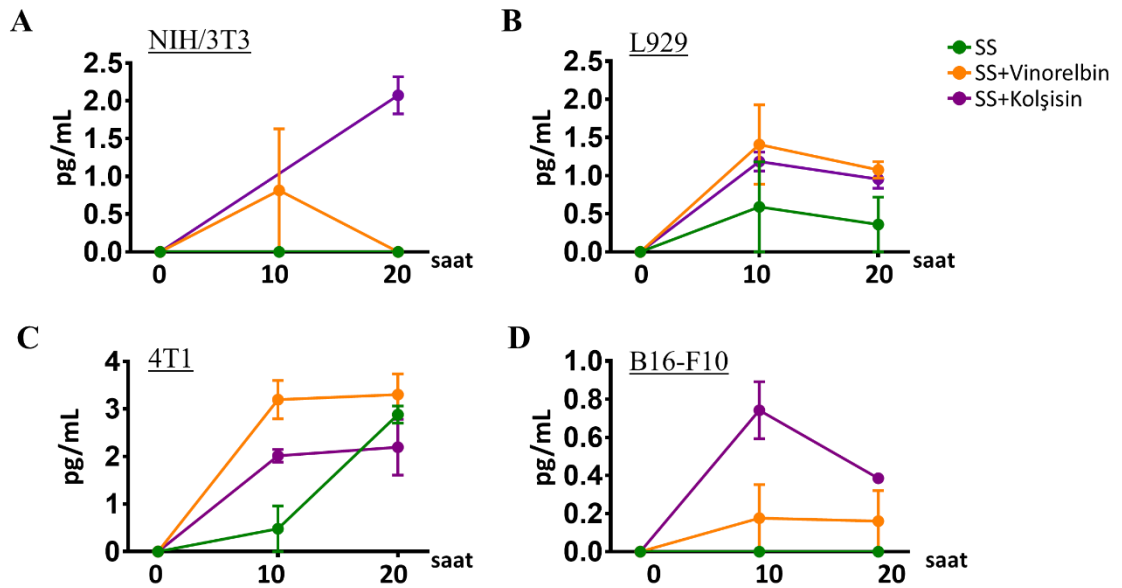 A
NIH/3T3
pg/mL
2.5
2.0
1.5
1.0
0.5
0.0
0 10 20 saat
B
L929
pg/mL
2.5
2.0
1.5
1.0
0.5
0.0
0 10 20 saat
SS
SS+Vinorelbin
SS+Kolşisin
C
4T1
pg/mL
4
3
2
1
0
0 10 20 saat
D
B16-F10
pg/mL
1.0
0.8
0.6
0.4
0.2
0.0
0 10 20 saat